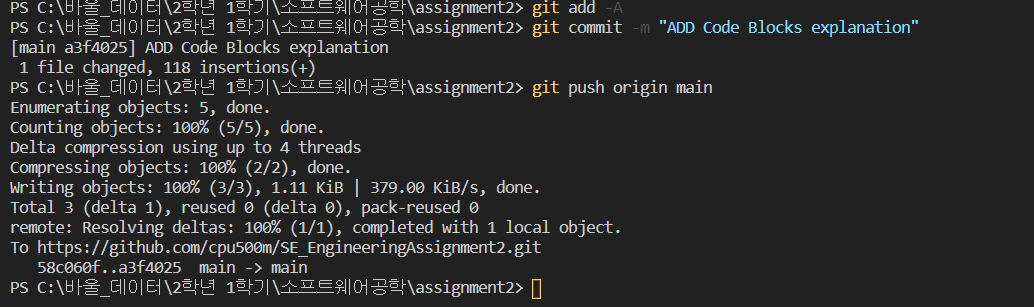 PS C:\바울_데이터\2학년 1학기\소프트웨어공학\assignment2> git add -A
PS C:\바울_데이터\2학년 1학기\소프트웨어공학\assignment2> git commit -m "ADD Code Blocks explanation"
[main a3f4025] ADD Code Blocks explanation
 1 file changed, 118 insertions(+)
PS C:\바울_데이터\2학년 1학기\소프트웨어공학\assignment2> git push origin main
Enumerating objects: 5, done.
Counting objects: 100% (5/5), done.
Delta compression using up to 4 threads
Compressing objects: 100% (2/2), done.
Writing objects: 100% (3/3), 1.11 KiB | 379.00 KiB/s, done.
Total 3 (delta 1), reused 0 (delta 0), pack-reused 0
remote: Resolving deltas: 100% (1/1), completed with 1 local object.
To https://github.com/cpu500m/SE_EngineeringAssignment2.git
   58c060f..a3f4025  main -> main
PS C:\바울_데이터\2학년 1학기\소프트웨어공학\assignment2>